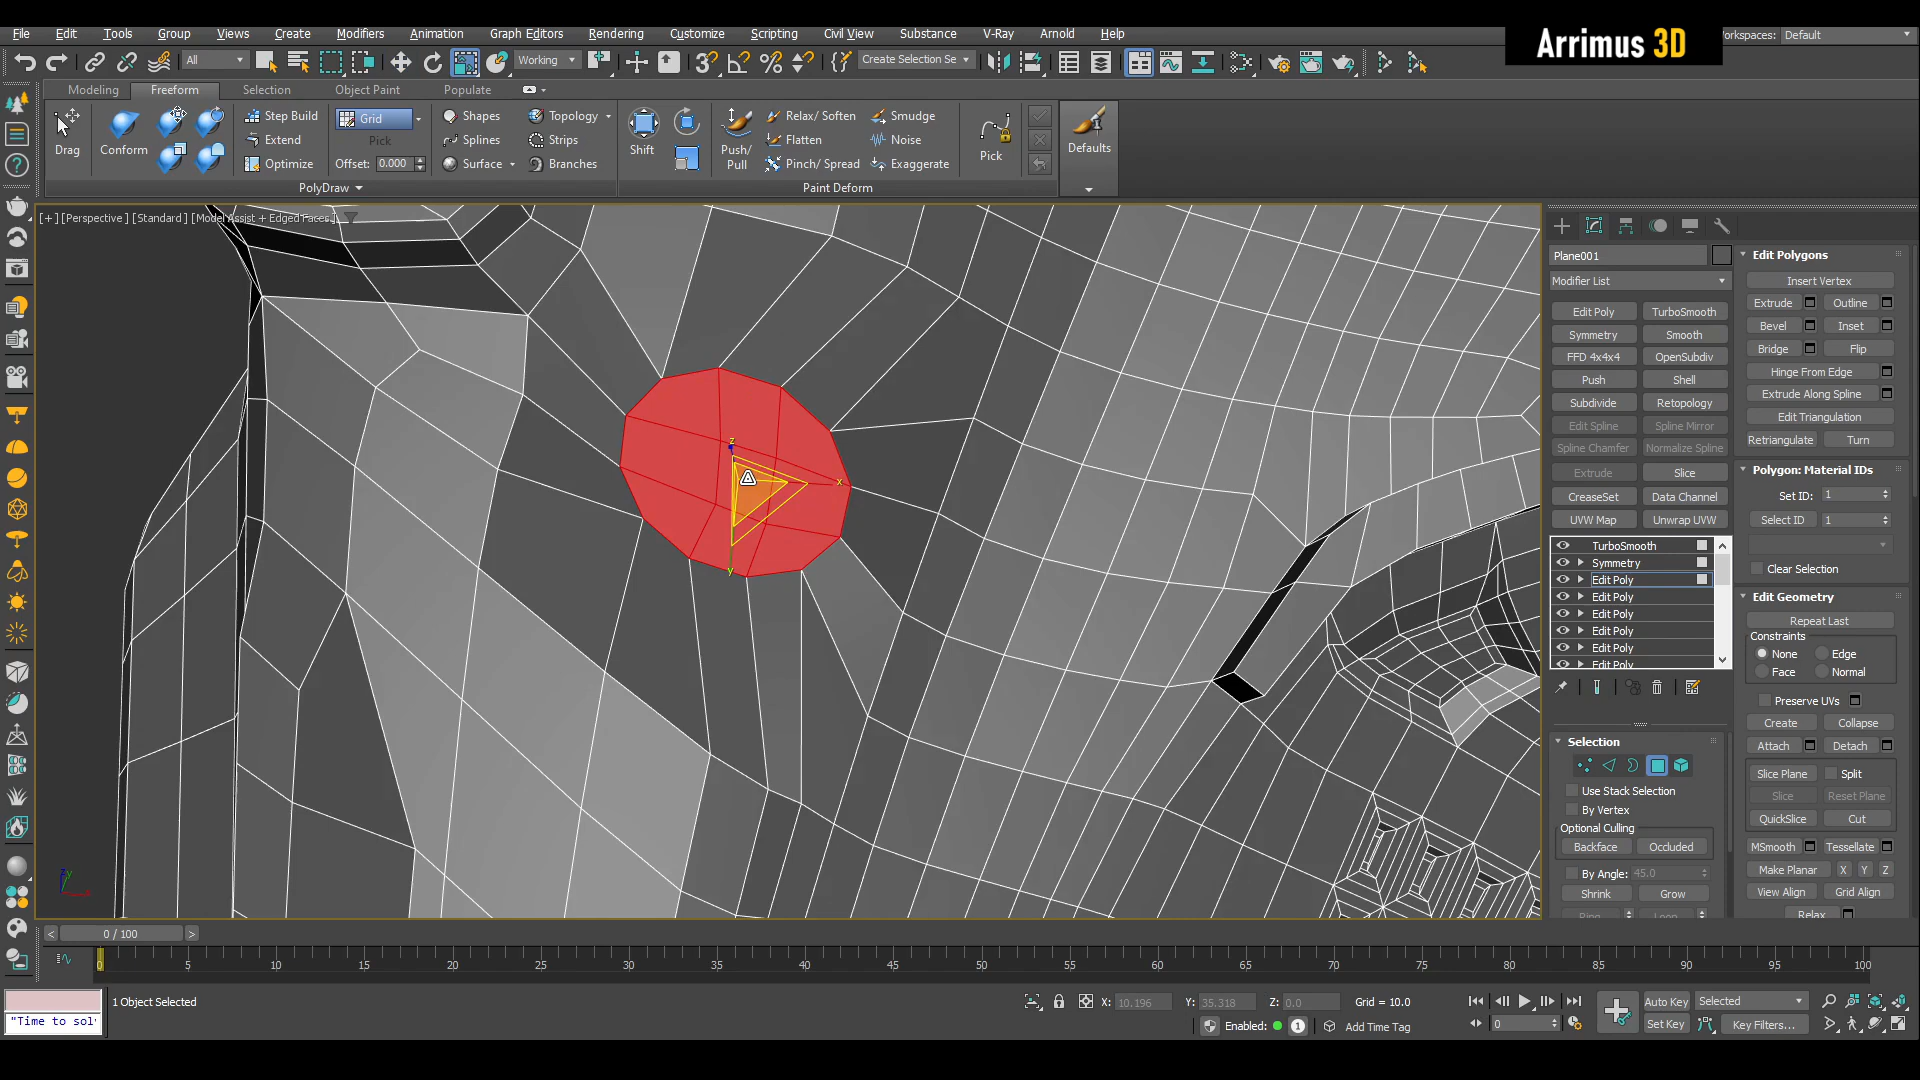 File Edit Tools Group Views Create Modifiers Animation Graph Editors Rendering Customize Scripting Civil View Substance V-Ray Arnold Help
Arrimus 3D
Workspaces: Default
All
Working
Create Selection Se
Modeling Freeform Selection Object Paint Populate
Drag
Conform
Step Build
Extend
Optimize
Grid
Pick
Offset: 0.000
Shapes
Splines
Surface
Topology
Strips
Branches
PolyDraw
Shift
Push/
Pull
Relax/ Soften
Flatten
Pinch/ Spread
Smudge
Noise
Exaggerate
Paint Deform
Pick
Defaults
[+] [Perspective ] [Standard ] [Model Assist + Edged Faces ]
z
x
y
Plane001
Modifier List
Edit Poly TurboSmooth
Symmetry Smooth
FFD 4x4x4 OpenSubdiv
Push Shell
Subdivide Retopology
Edit Spline Spline Mirror
Spline Chamfer Normalize Spline
Extrude Slice
CreaseSet Data Channel
UVW Map Unwrap UVW
TurboSmooth
Symmetry
Edit Poly
Edit Poly
Edit Poly
Edit Poly
Edit Poly
Edit Poly
Selection
Use Stack Selection
By Vertex
Optional Culling
Backface Occluded
By Angle: 45.0
Shrink Grow
Ring Loop
Edit Polygons
Insert Vertex
Extrude Outline
Bevel Inset
Bridge Flip
Hinge From Edge
Extrude Along Spline
Edit Triangulation
Retriangulate Turn
Polygon: Material IDs
Set ID: 1
Select ID 1
Clear Selection
Edit Geometry
Repeat Last
Constraints
None Edge
Face Normal
Preserve UVs
Create Collapse
Attach Detach
Slice Plane Split
Slice Reset Plane
QuickSlice Cut
MSmooth Tessellate
Make Planar X Y Z
View Align Grid Align
Relax
< 0 / 100 >
0 5 10 15 20 25 30 35 40 45 50 55 60 65 70 75 80 85 90 95 100
"Time to sol
1 Object Selected
X: 10.196 Y: 35.318 Z: 0.0 Grid = 10.0
Enabled: 1 Add Time Tag
0
Auto Key Selected
Set Key Key Filters...